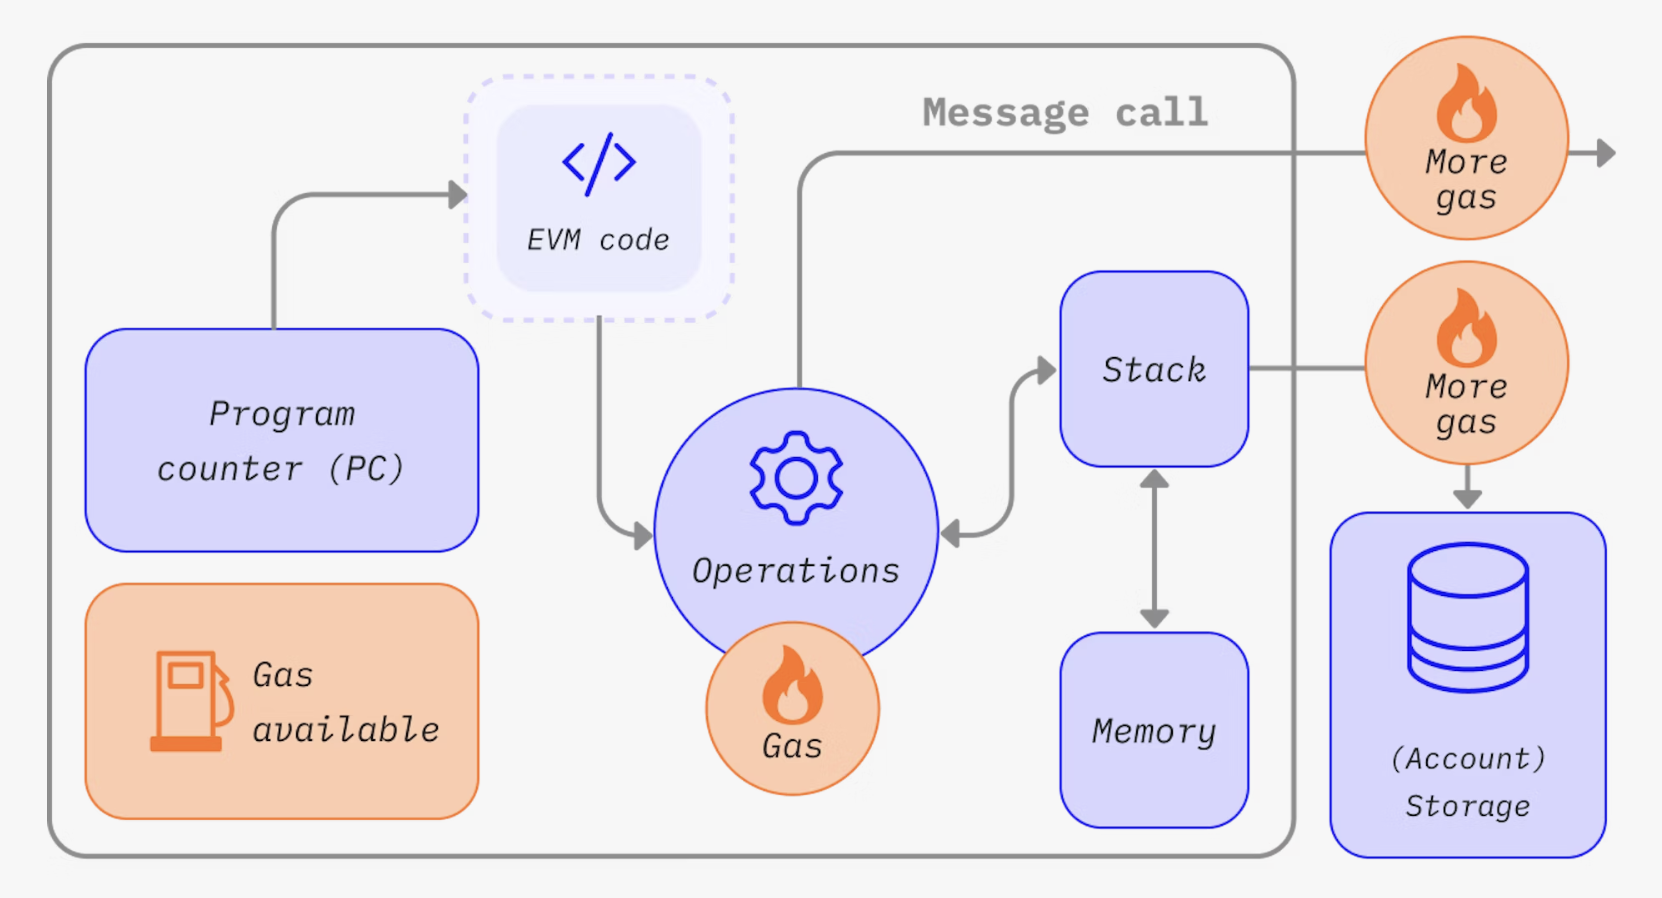 Message call
More
gas
</>
EVM code
More
gas
Stack
Program
counter (PC)
Operations
Gas
available
Gas
Memory
(Account)
Storage